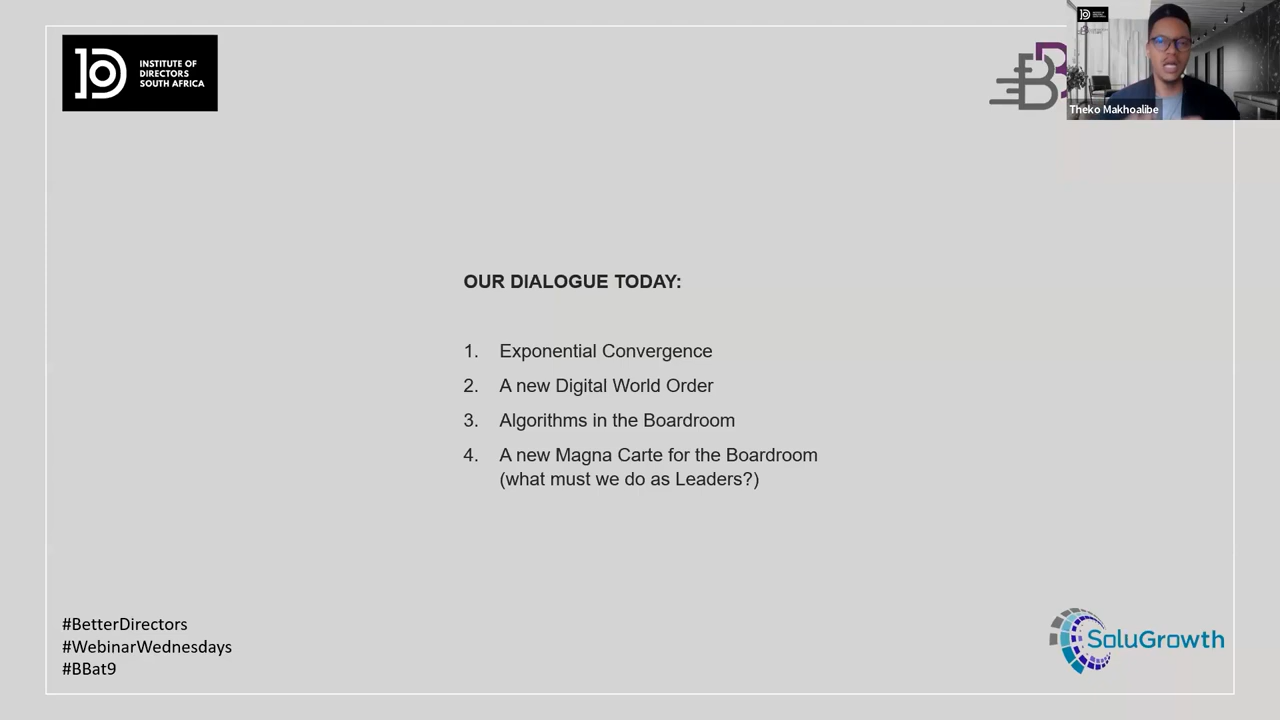 INSTITUTE OF
DIRECTORS
SOUTH AFRICA
Theko Makhoalibe
OUR DIALOGUE TODAY:
1. Exponential Convergence
2. A new Digital World Order
3. Algorithms in the Boardroom
4. A new Magna Carte for the Boardroom
(what must we do as Leaders?)
#BetterDirectors
#WebinarWednesdays
#BBat9
SoluGrowth